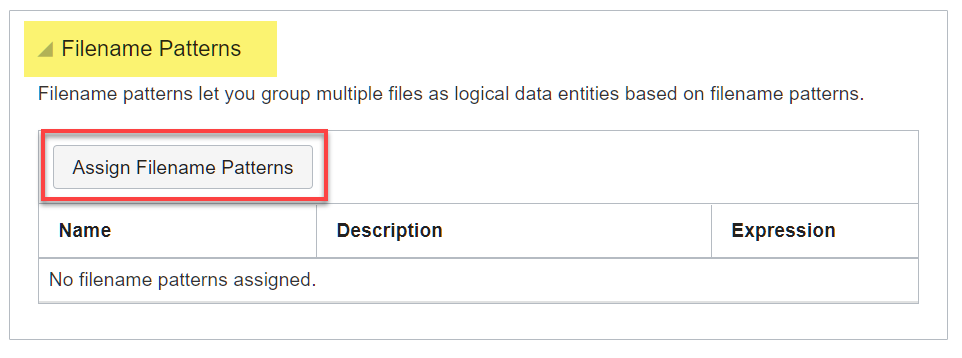 Filename Patterns
Filename patterns let you group multiple files as logical data entities based on filename patterns.
Assign Filename Patterns
Name Description Expression
No filename patterns assigned.